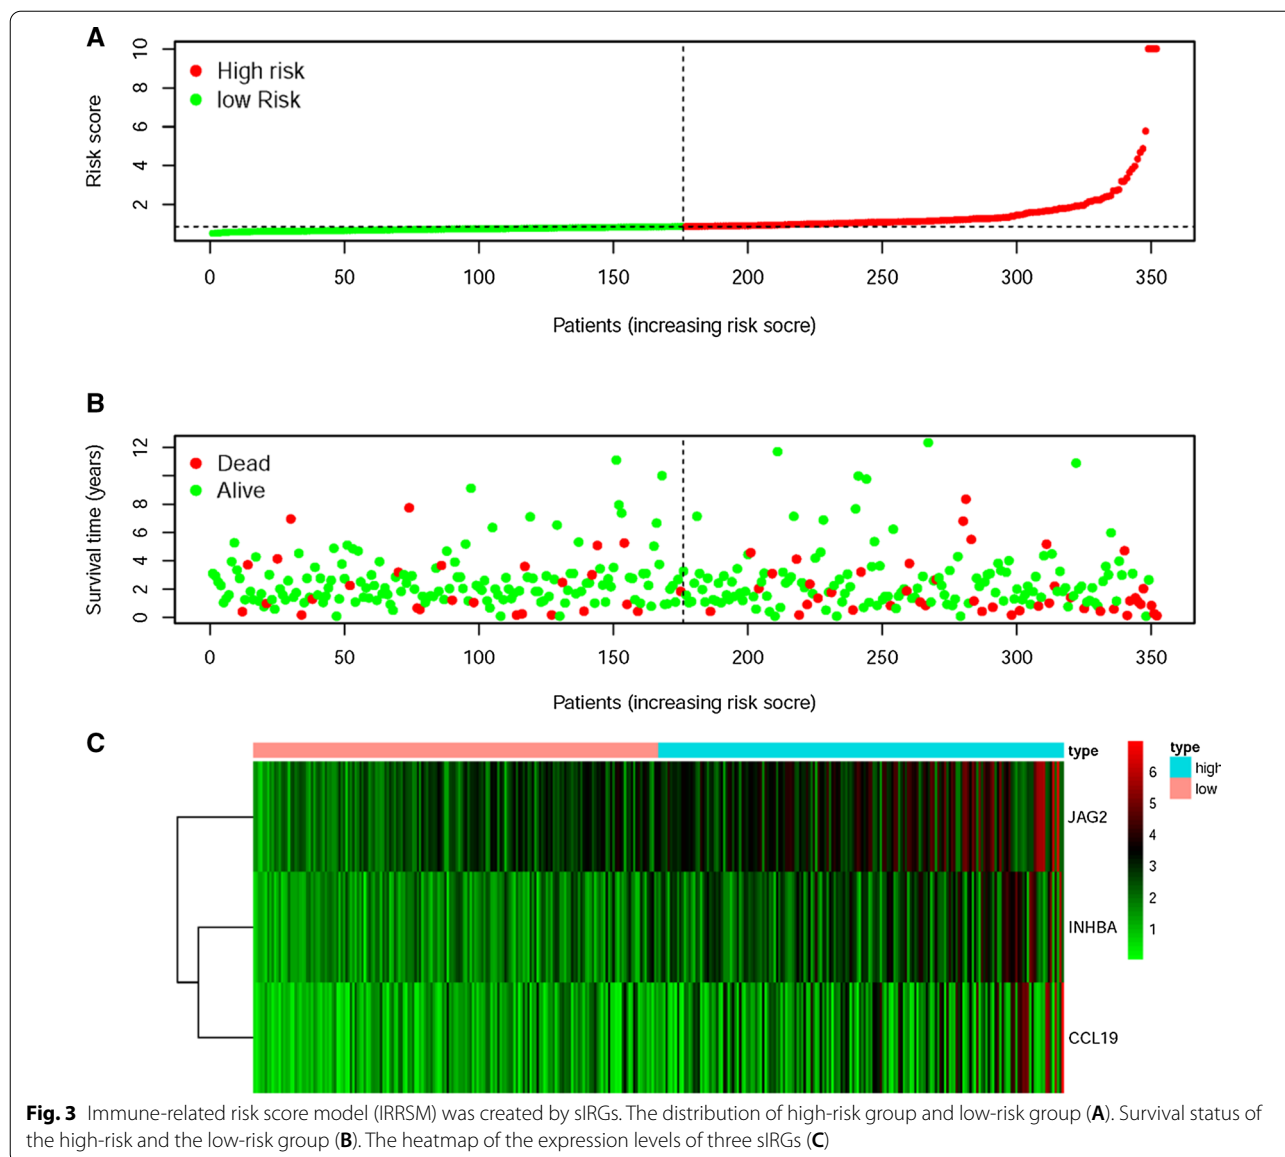 A
Risk score
10
8
6
4
2
High risk
low Risk
0 50 100 150 200 250 300 350
Patients (increasing risk socre)
B
Survival time (years)
12
8
6
4
2
0
Dead
Alive
0 50 100 150 200 250 300 350
Patients (increasing risk socre)
C
type
JAG2
INHBA
CCL19
6
5
4
3
2
1
type
high
low
Fig. 3 Immune-related risk score model (IRRSM) was created by sIRGs. The distribution of high-risk group and low-risk group (A). Survival status of
the high-risk and the low-risk group (B). The heatmap of the expression levels of three sIRGs (C)